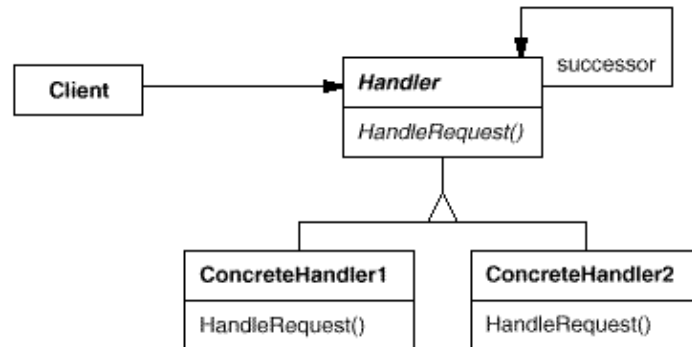 successor
Client
Handler
HandleRequest()
ConcreteHandler1
ConcreteHandler2
HandleRequest()
HandleRequest()